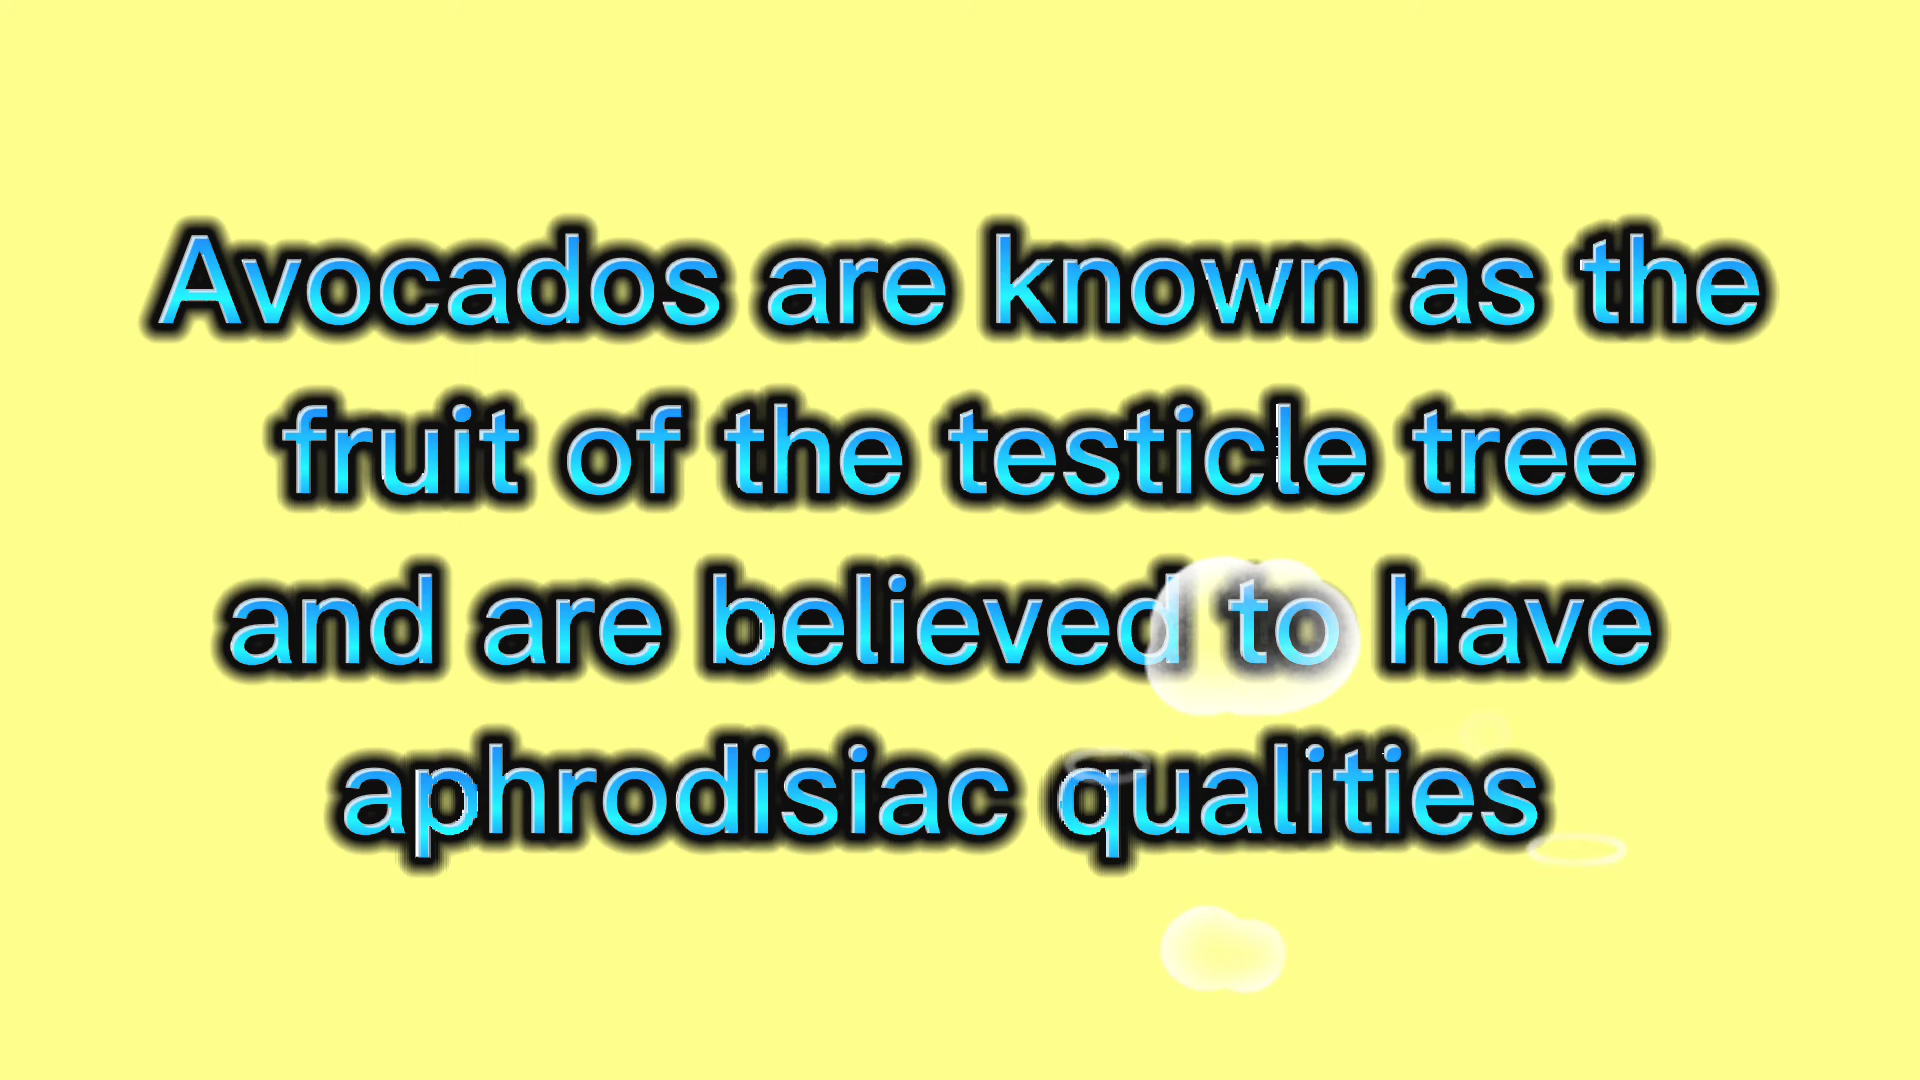 Avocados are known as the
fruit of the testicle tree
and are believed to have
aphrodisiac qualities